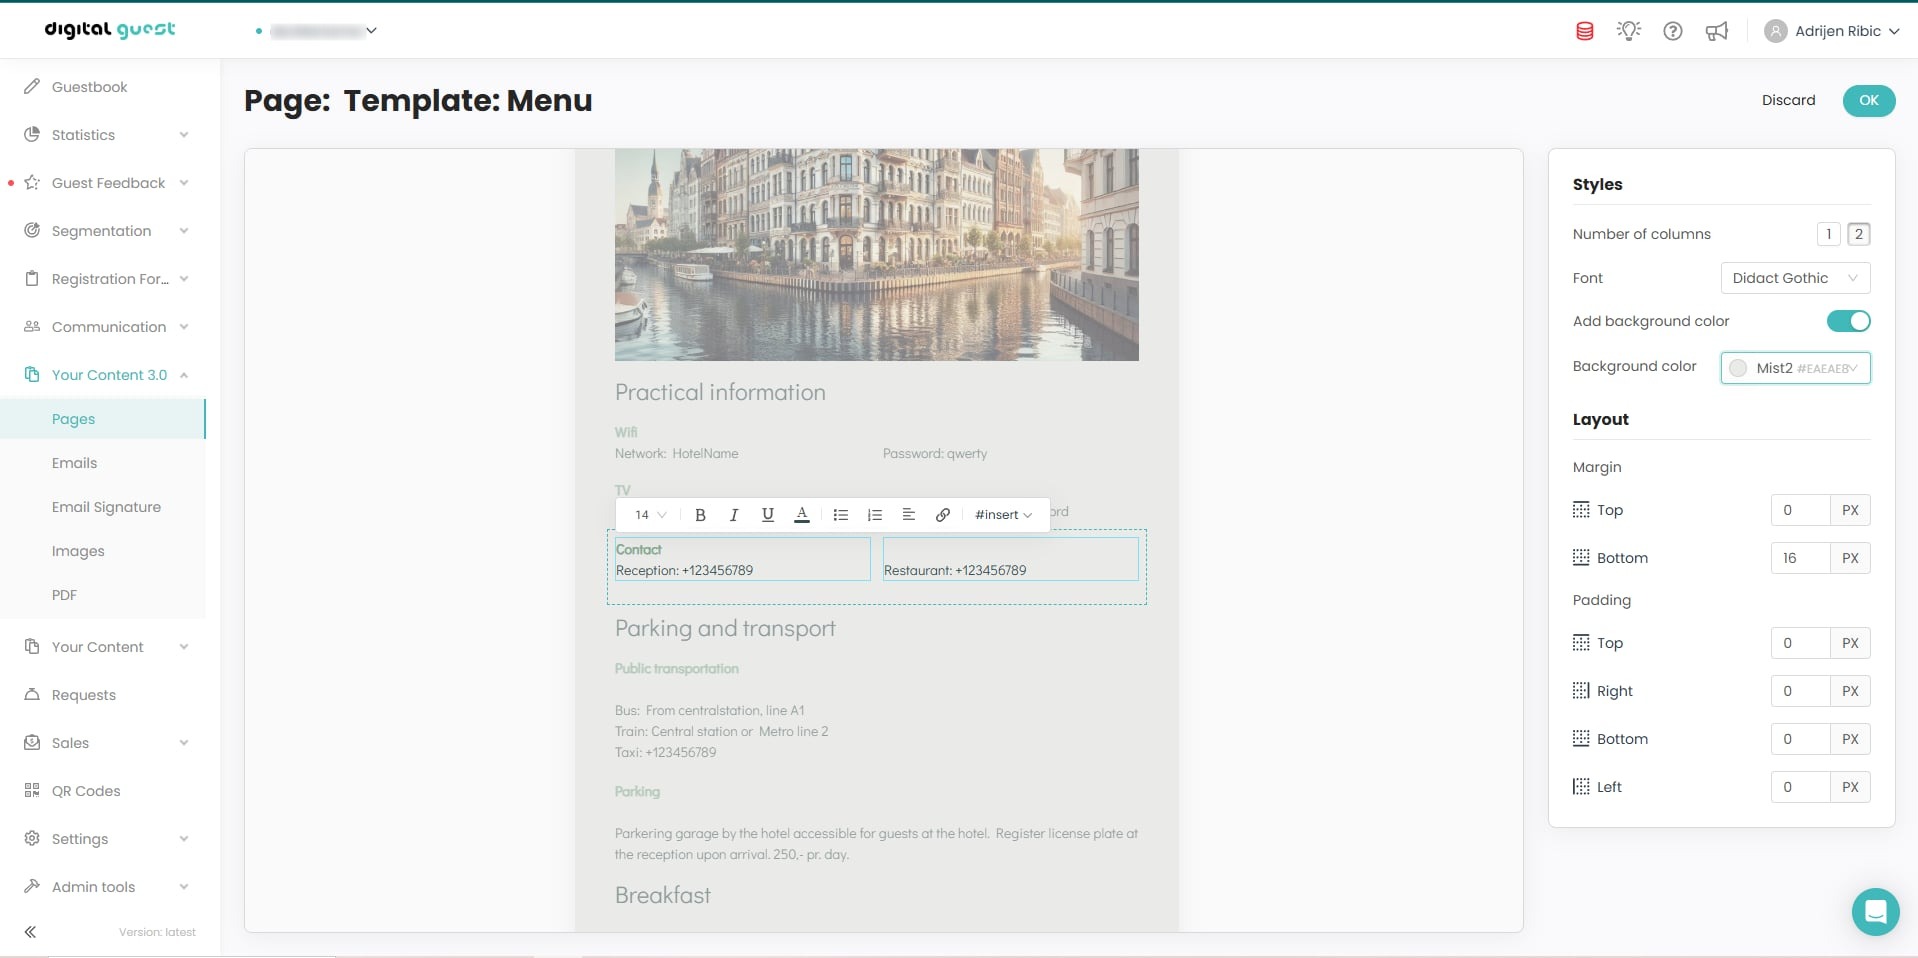 digital guest
Adrijen Ribic
Guestbook
Statistics
Guest Feedback
Segmentation
Registration For...
Communication
Your Content 3.0
Pages
Emails
Email Signature
Images
PDF
Your Content
Requests
Sales
QR Codes
Settings
Admin tools
Version: latest
Page: Template: Menu
Discard
OK
Practical information
Wifi
Network: HotelName
Password: qwerty
TV
ord
14
B I U A
#insert
Contact
Reception: +123456789
Restaurant: +123456789
Parking and transport
Public transportation
Bus: From centralstation, line A1
Train: Central station or Metro line 2
Taxi: +123456789
Parking
Parkering garage by the hotel accessible for guests at the hotel. Register license plate at
the reception upon arrival. 250,- pr. day.
Breakfast
Styles
Number of columns 1 2
Font Didact Gothic
Add background color
Background color Mist2 #EAEAE8
Layout
Margin
Top 0 PX
Bottom 16 PX
Padding
Top 0 PX
Right 0 PX
Bottom 0 PX
Left 0 PX